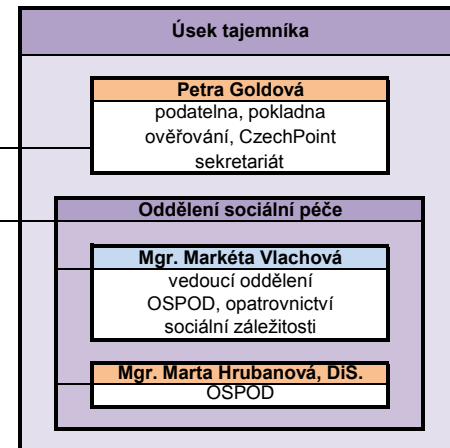 Úsek tajemníka
Petra Goldová
podatelna, pokladna
ověřování, CzechPoint
sekretariát
Oddělení sociální péče
Mgr. Markéta Vlachová
vedoucí oddělení
OSPOD, opatrovnictví
sociální záležitosti
Mgr. Marta Hrubanová, DiS.
OSPOD